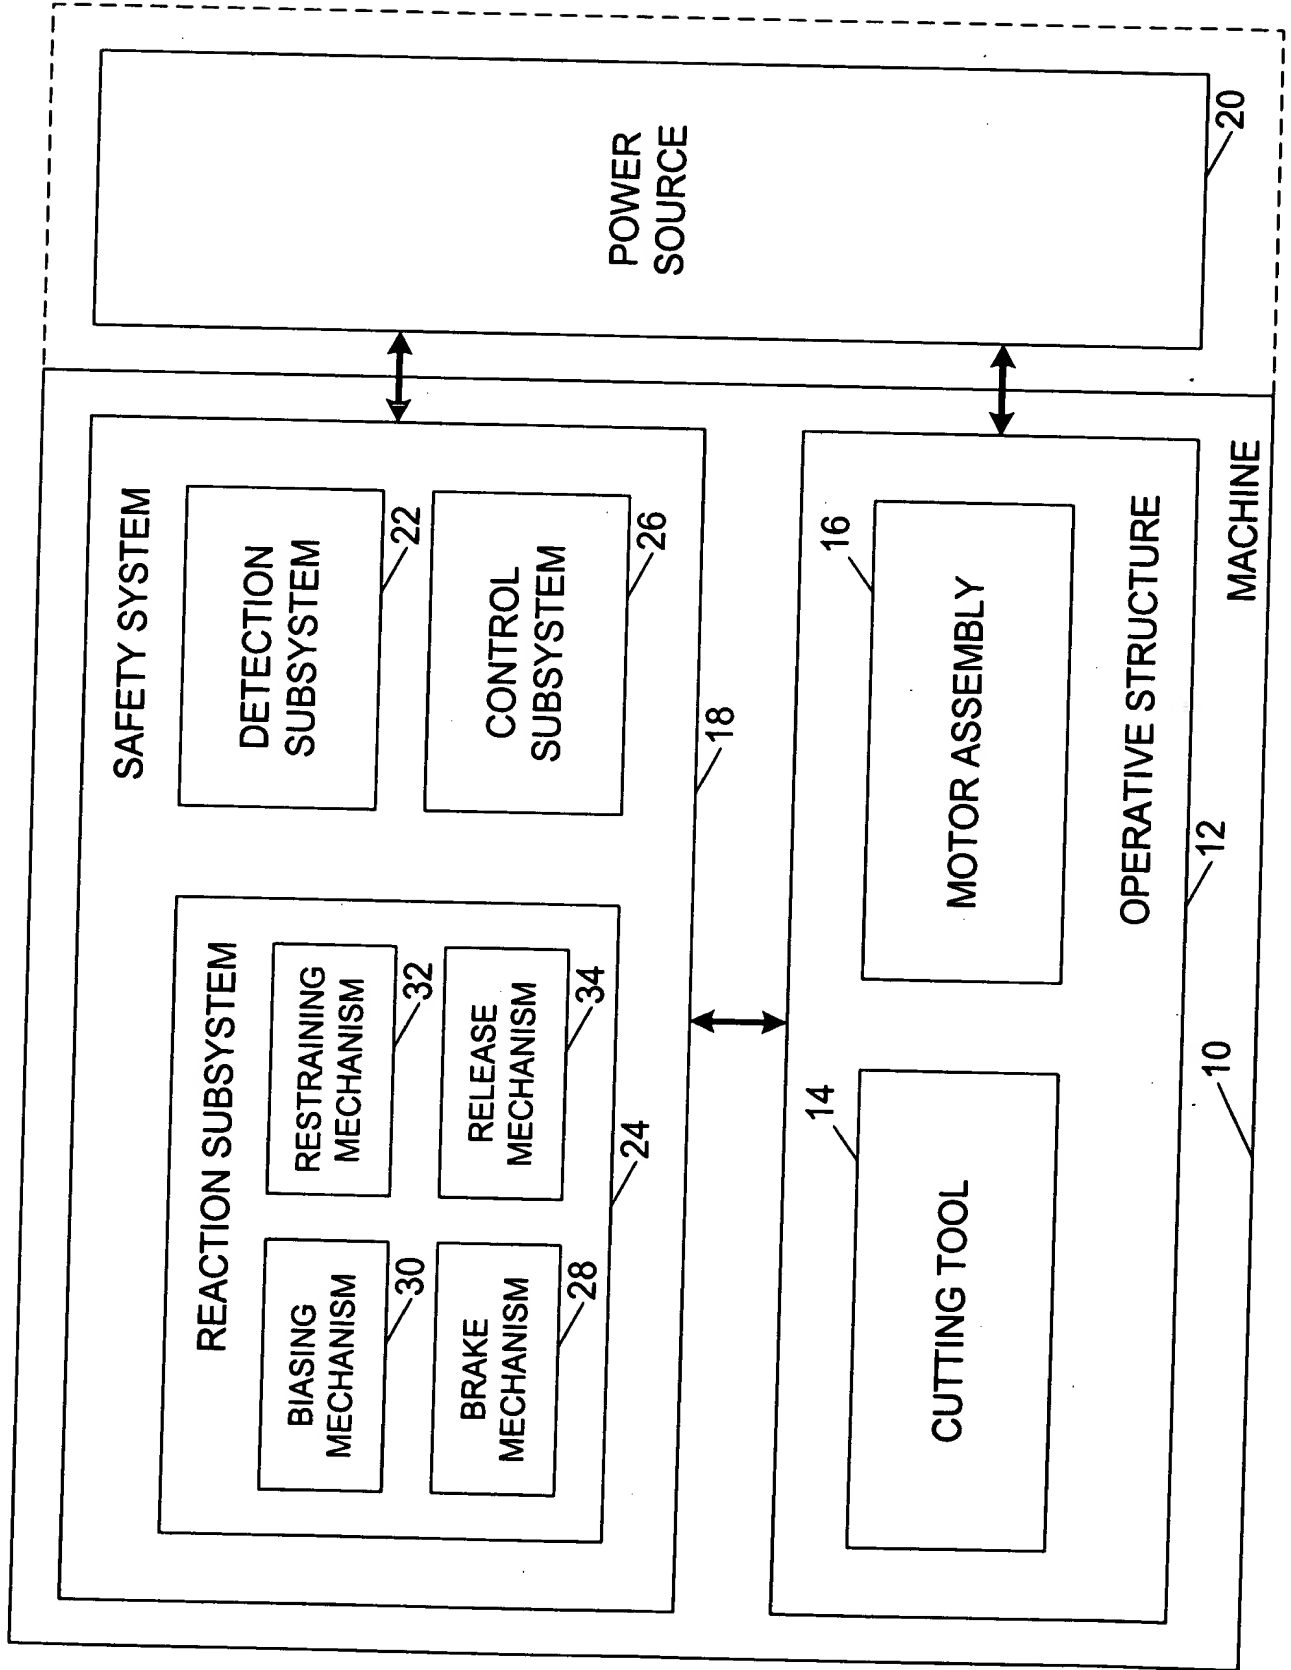 SAFETY SYSTEM
REACTION SUBSYSTEM
BIASING
MECHANISM
30
RESTRAINING
MECHANISM
32
BRAKE
MECHANISM
28
RELEASE
MECHANISM
34
24
DETECTION
SUBSYSTEM
22
CONTROL
SUBSYSTEM
26
18
POWER
SOURCE
20
14
CUTTING TOOL
16
MOTOR ASSEMBLY
OPERATIVE STRUCTURE
12
10
MACHINE